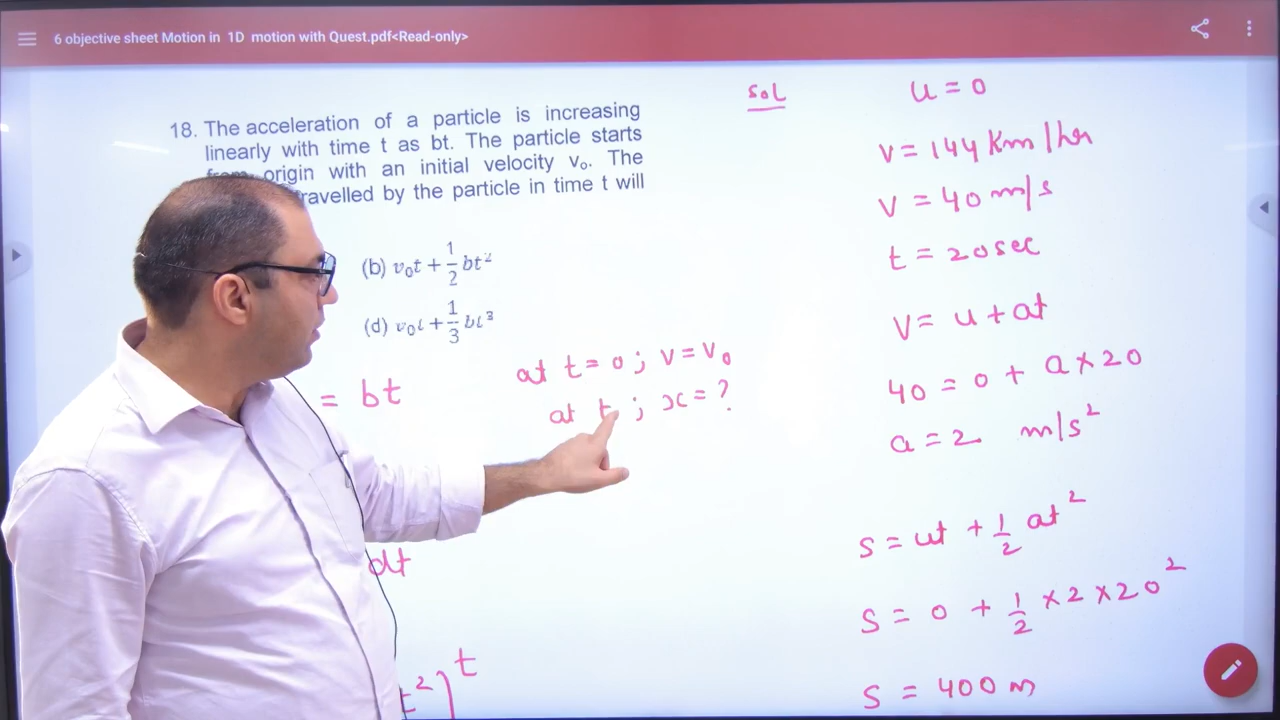 6 objective sheet Motion in 1D motion with Quest.pdf<Read-only>
18. The acceleration of a particle is increasing
linearly with time t as bt. The particle starts
from origin with an initial velocity v₀. The
ravelled by the particle in time t will
(b) v₀t + 1/2 bt²
(d) v₀t + 1/3 bt³
= bt
at t = 0 ; v = v₀
at t ; x = ?
dt
t²] t
Sol
u = 0
v = 144 Km/hr
v = 40 m/s
t = 20sec
v = u + at
40 = 0 + a × 20
a = 2 m/s²
s = ut + 1/2 at²
s = 0 + 1/2 × 2 × 20²
s = 400 m